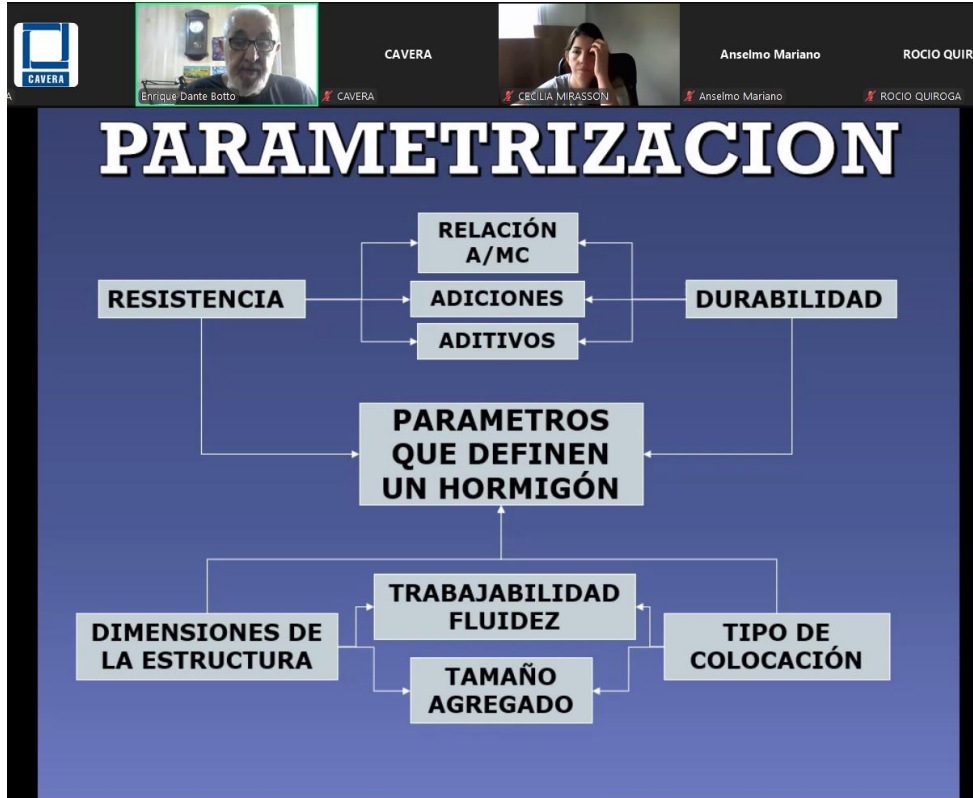 CAVERA
Enrique Dante Botto
CAVERA
CAVERA
CECILIA MIRASSON
Anselmo Mariano
Anselmo Mariano
ROCIO QUIR
ROCIO QUIROGA
PARAMETRIZACION
RELACIÓN
A/MC
RESISTENCIA
ADICIONES
DURABILIDAD
ADITIVOS
PARAMETROS
QUE DEFINEN
UN HORMIGÓN
TRABAJABILIDAD
FLUIDEZ
DIMENSIONES DE
LA ESTRUCTURA
TIPO DE
COLOCACIÓN
TAMAÑO
AGREGADO